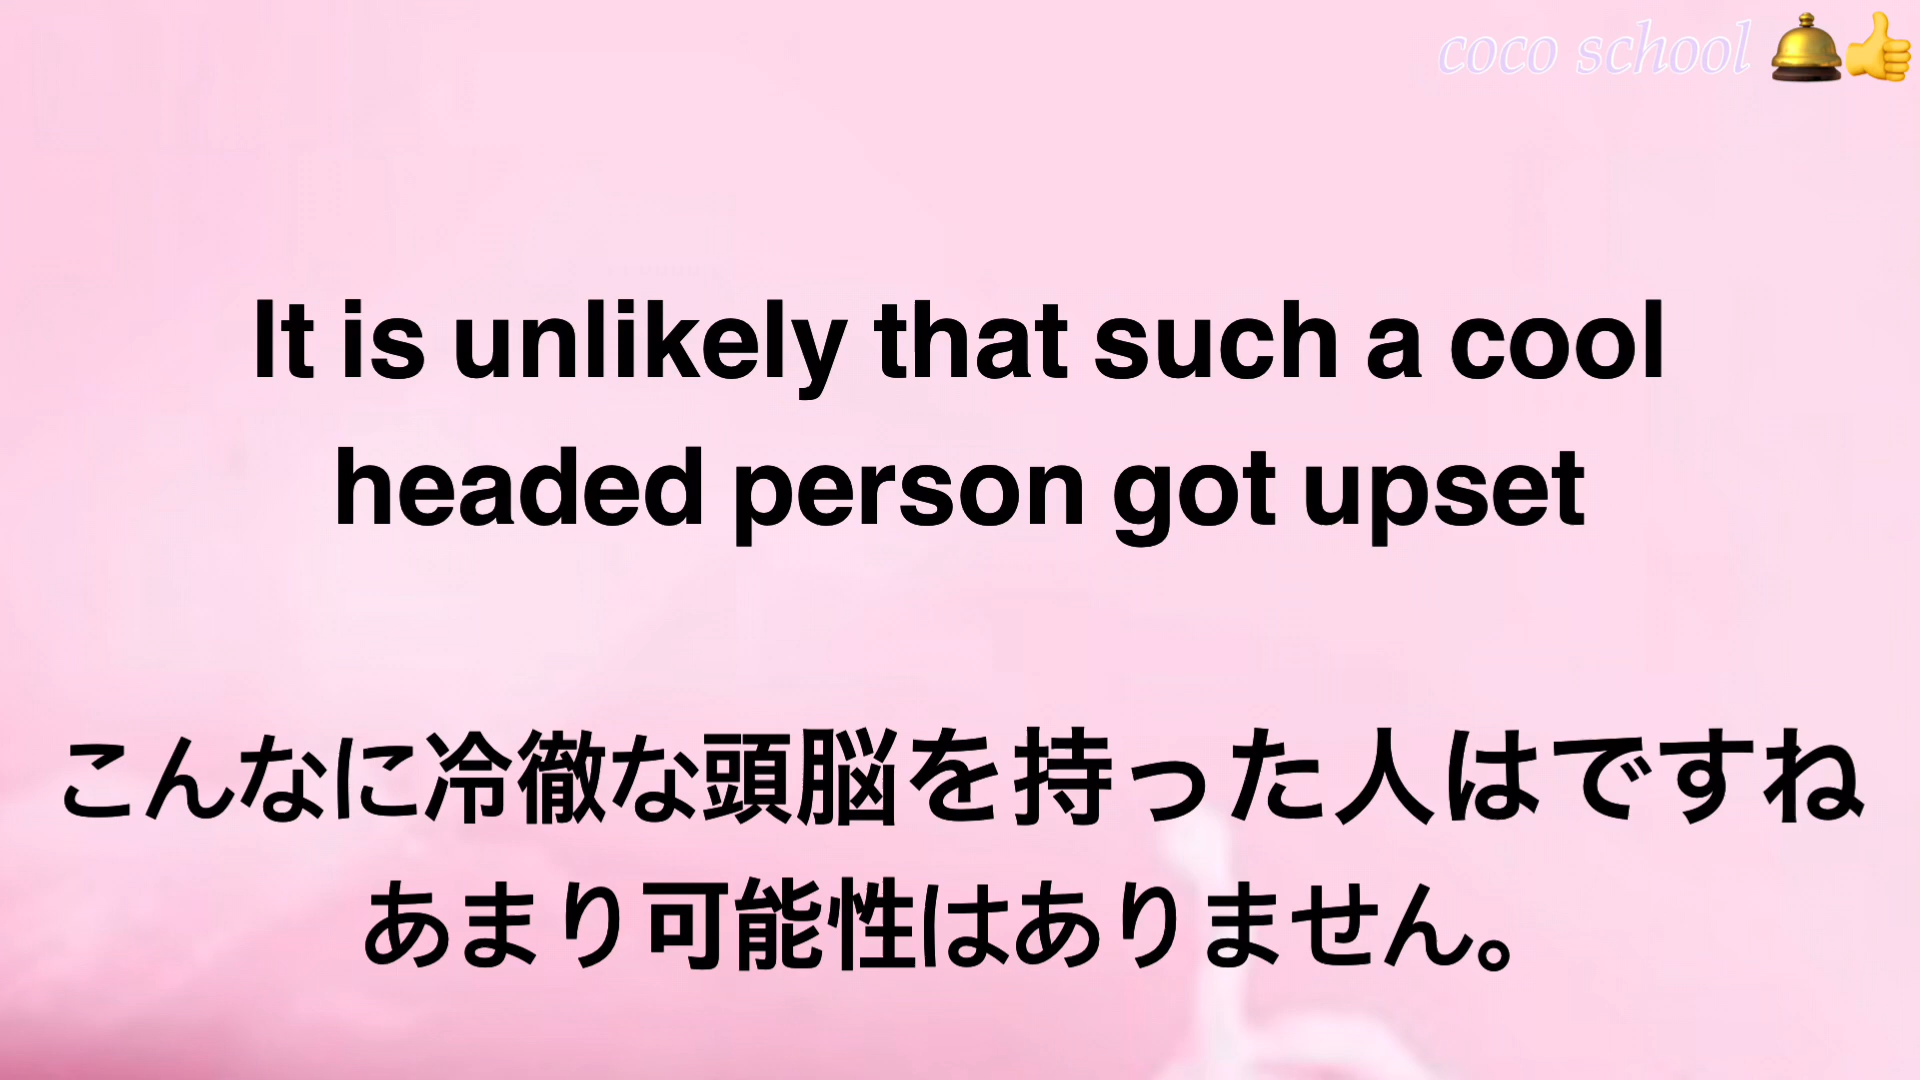 coco school 🛎️👍
It is unlikely that such a cool
headed person got upset
こんなに冷徹な頭脳を持った人はですね
あまり可能性はありません。